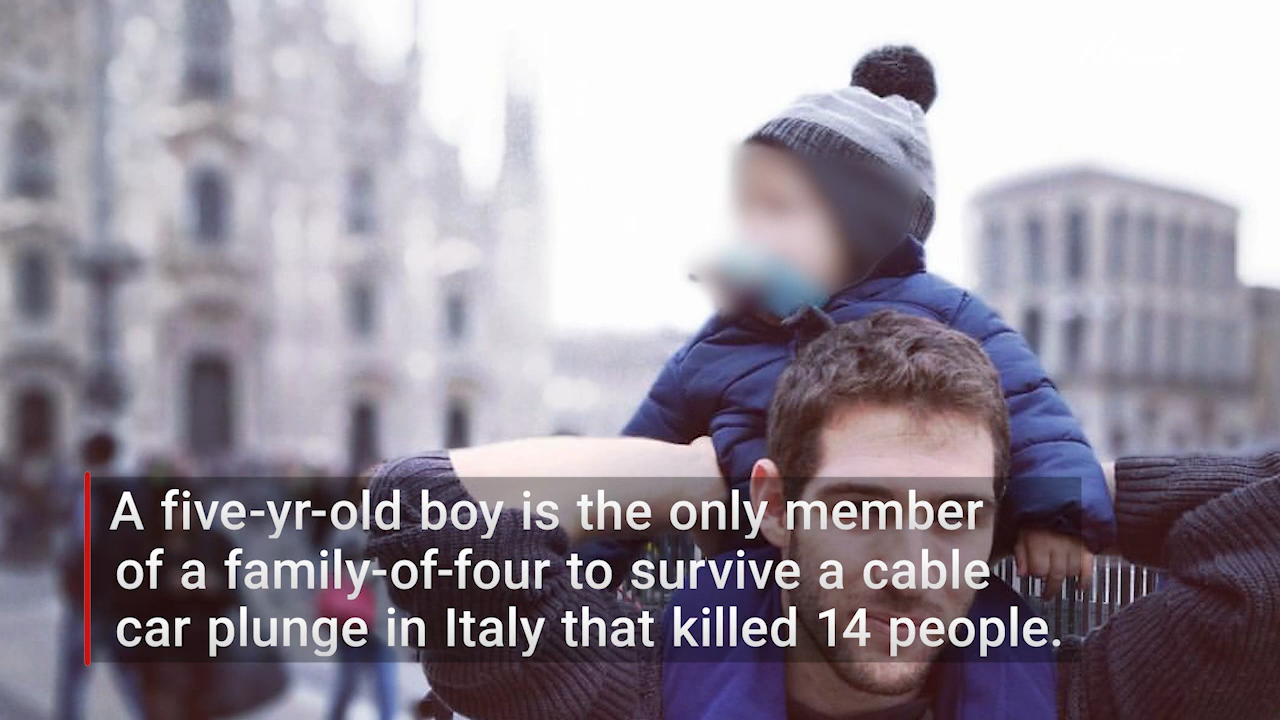 A five-yr-old boy is the only member
of a family-of-four to survive a cable
car plunge in Italy that killed 14 people.